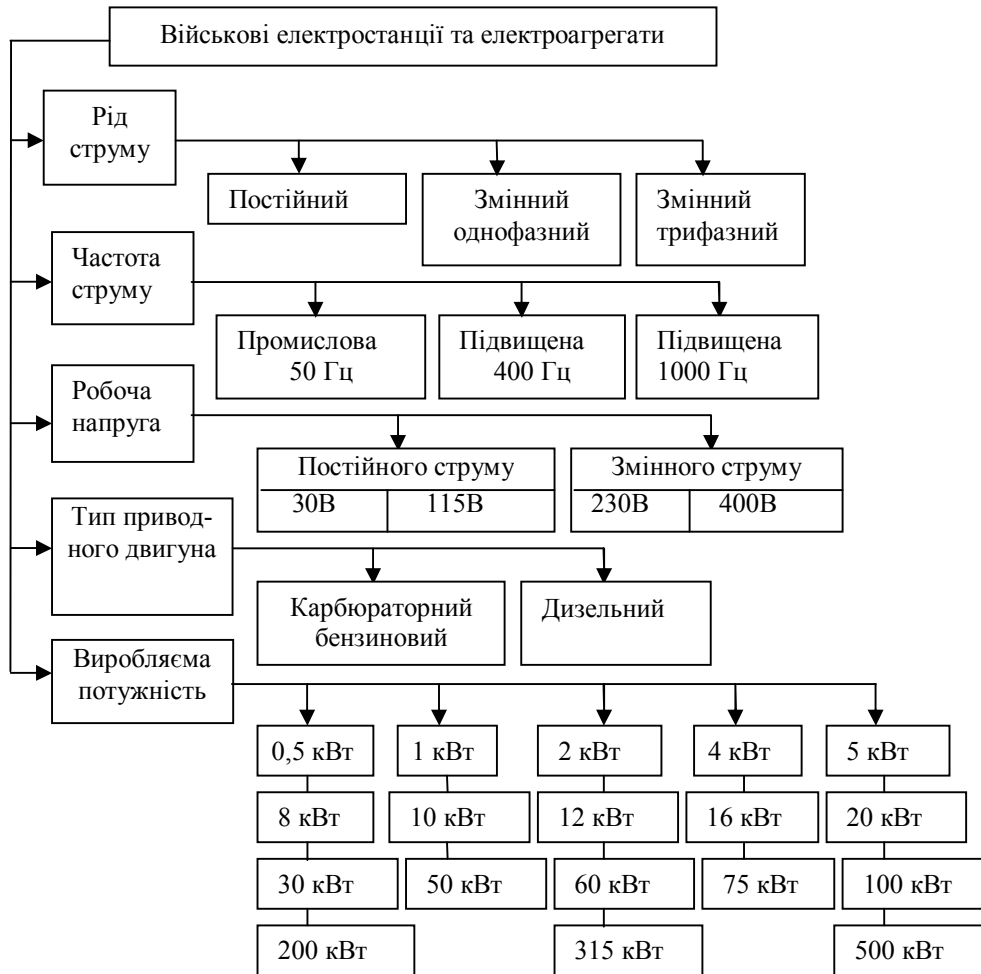 Військові електростанції та електроагрегати
Рід
струму
Постійний
Змінний
однофазний
Змінний
трифазний
Частота
струму
Промислова
50 Гц
Підвищена
400 Гц
Підвищена
1000 Гц
Робоча
напруга
Постійного струму
30В
115В
Змінного струму
230В
400В
Тип привод-
ного двигуна
Карбюраторний
бензиновий
Дизельний
Виробляєма
потужність
0,5 кВт
1 кВт
2 кВт
4 кВт
5 кВт
8 кВт
10 кВт
12 кВт
16 кВт
20 кВт
30 кВт
50 кВт
60 кВт
75 кВт
100 кВт
200 кВт
315 кВт
500 кВт